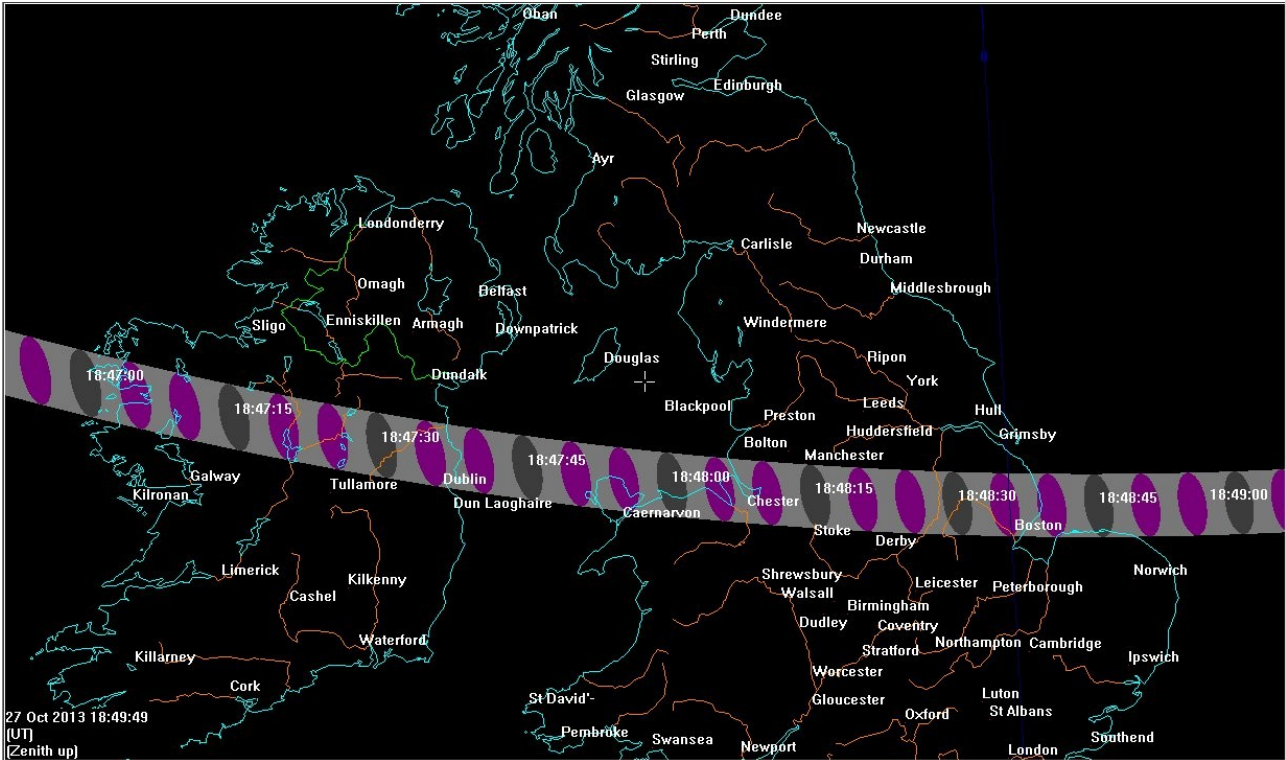 Oban
Dundee
Perth
Stirling
Edinburgh
Glasgow
Ayr
Londonderry
Newcastle
Carlisle
Durham
Omagh
Belfast
Middlesbrough
Sligo
Enniskillen
Armagh
Downpatrick
Windermere
Douglas
Ripon
18:47:00
Dundalk
York
Leeds
18:47:15
Blackpool
Preston
Hull
Huddersfield
Grimsby
18:47:30
Bolton
Manchester
18:47:45
Galway
Tullamore
Dublin
18:48:00
18:48:15
Kilronan
Dun Laoghaire
Chester
18:48:30
18:48:45
18:49:00
Caernarvon
Stoke
Boston
Derby
Limerick
Kilkenny
Shrewsbury
Norwich
Cashel
Walsall
Leicester
Peterborough
Birmingham
Dudley
Coventry
Waterford
Stratford
Northampton
Cambridge
Killarney
Ipswich
Cork
Worcester
St David'-
Gloucester
Luton
St Albans
Oxford
27 Oct 2013 18:49:49
(UT)
[Zenith up]
Pembroke
Swansea
Newport
Southend
London